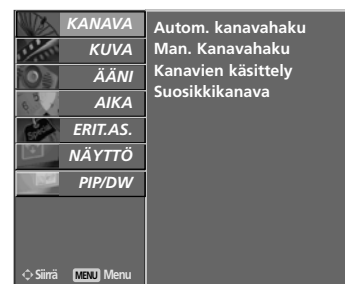 KANAVA
KUVA
ÄÄNI
AIKA
ERIT.AS.
NÄYTTÖ
PIP/DW
Autom. kanavahaku
Man. Kanavahaku
Kanavien käsittely
Suosikkikanava
Siirrä MENU Menu